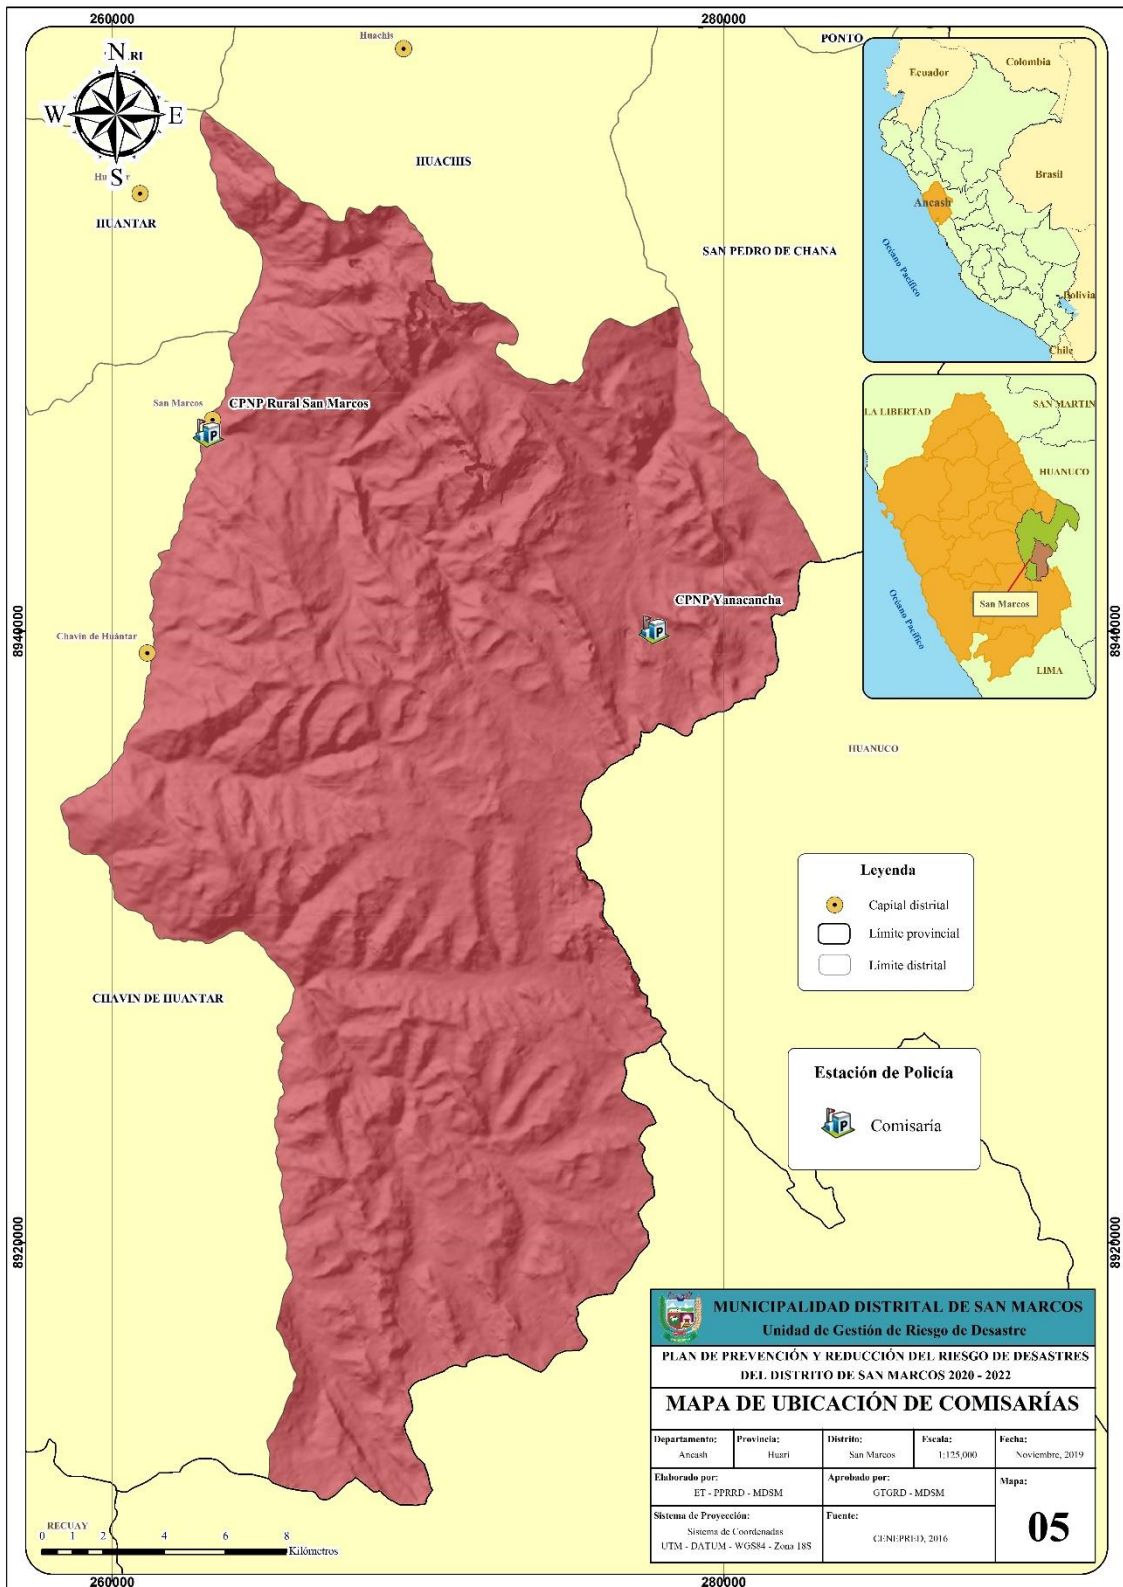 260000
280000
Huachis
PONTO
N
.RI
W
E
S
HUACHIS
HUANTAR
SAN PEDRO DE CHANA
San Marcos
CPNP Rural San Marcos
CPNP Yanacancha
Chavín de Huántar
8940000
8940000
HUANUCO
CHAVIN DE HUANTAR
8920000
8920000
RECUAY
0 1 2 4 6 8
Kilómetros
260000
280000
Ecuador
Colombia
Brasil
Ancash
Océano Pacífico
Bolivia
Chile
LA LIBERTAD
SAN MARTIN
HUANUCO
San Marcos
Océano Pacífico
LIMA
Leyenda
Capital distrital
Límite provincial
Límite distrital
Estación de Policía
P
Comisaría
MUNICIPALIDAD DISTRITAL DE SAN MARCOS
Unidad de Gestión de Riesgo de Desastre
PLAN DE PREVENCIÓN Y REDUCCIÓN DEL RIESGO DE DESASTRES
DEL DISTRITO DE SAN MARCOS 2020 - 2022
MAPA DE UBICACIÓN DE COMISARÍAS
Departamento: Provincia: Distrito: Escala: Fecha:
Ancash Huari San Marcos 1:125,000 Noviembre, 2019
Elaborado por: Aprobado por: Mapa:
ET - PPRRD - MDSM GTGRD - MDSM
Sistema de Proyección: Fuente:
Sistema de Coordenadas
UTM - DATUM - WGS84 - Zona 18S
CENEPRED, 2016
05